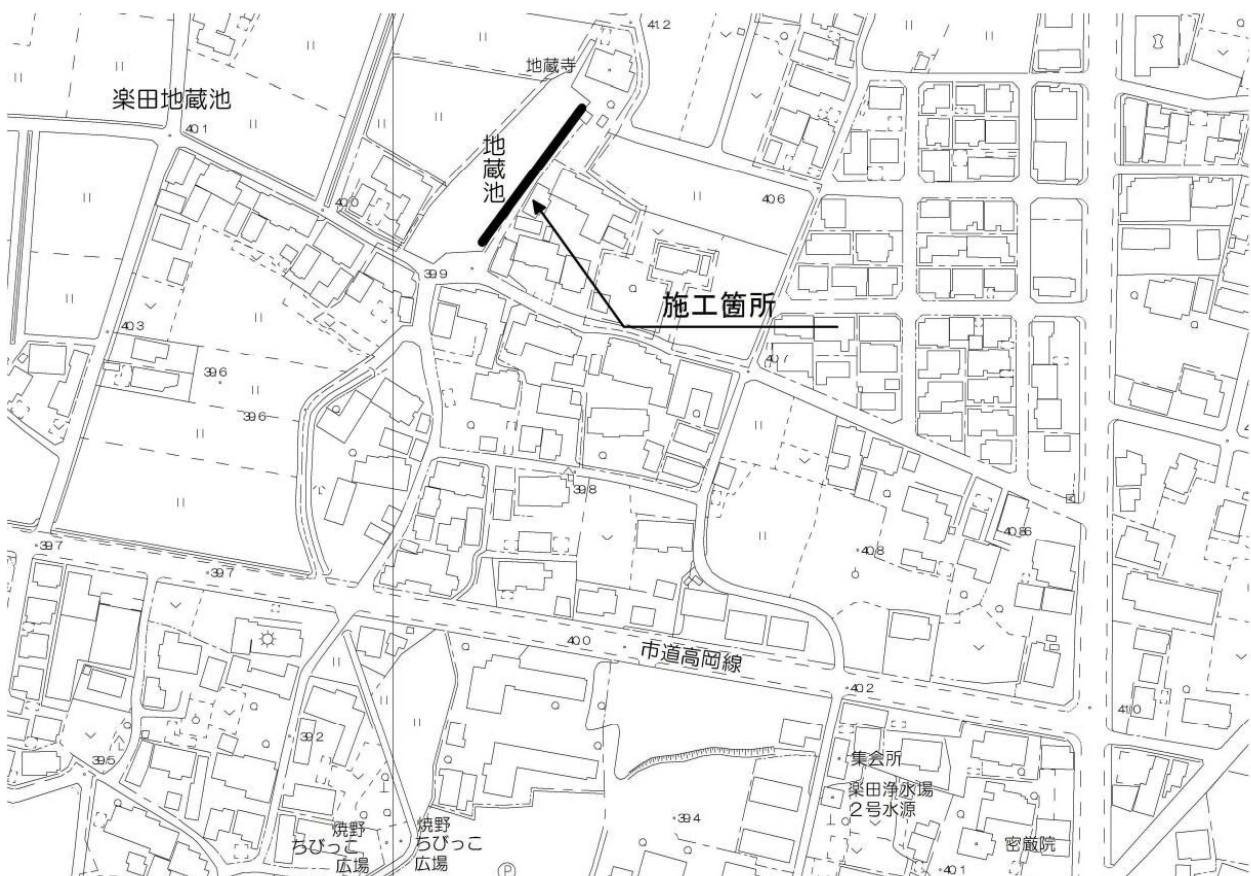 41.2
地蔵寺
楽田地蔵池
40.1
地蔵池
40.0
40.6
39.9
施工箇所
40.3
40.7
39.6
39.6
39.8
40.86
40.8
39.7
39.7
40.0
市道高岡線
40.2
41.0
39.2
39.5
集会所
楽田浄水場
2号水源
39.4
焼野
ちびっこ
広場
焼野
ちびっこ
広場
密厳院
40.1
P